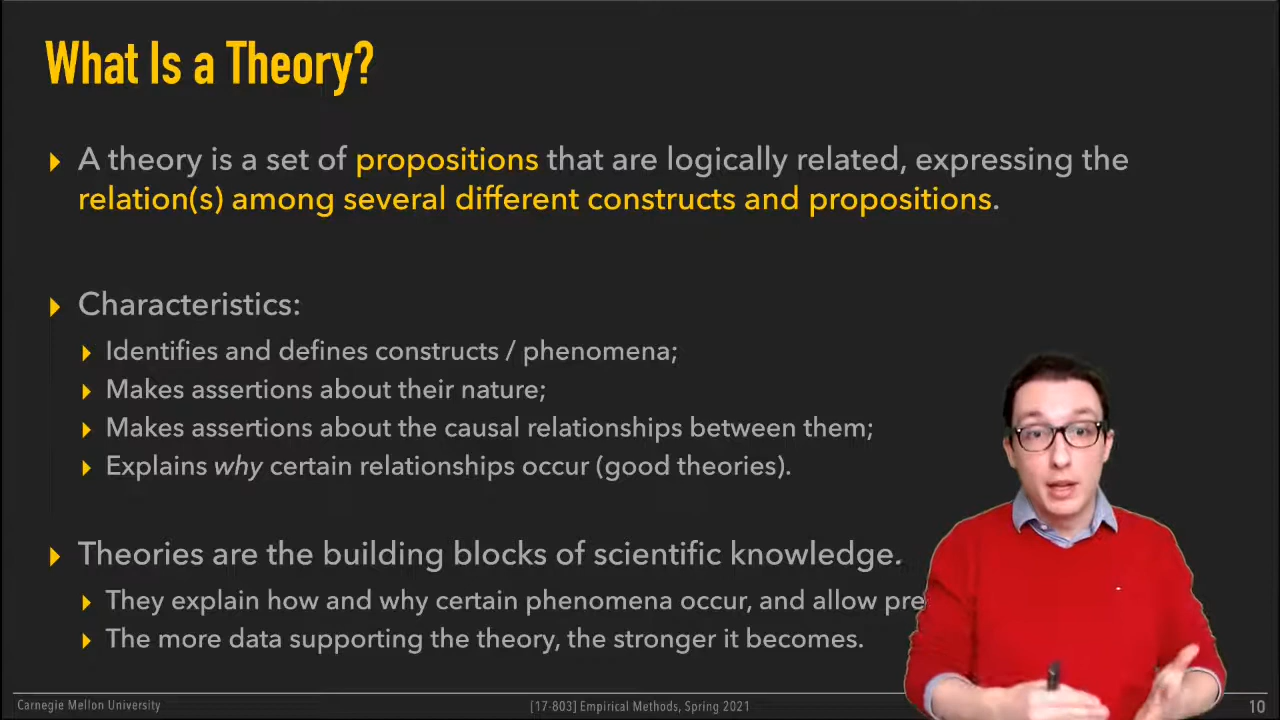 What Is a Theory?
A theory is a set of propositions that are logically related, expressing the
relation(s) among several different constructs and propositions.
Characteristics:
Identifies and defines constructs / phenomena;
Makes assertions about their nature;
Makes assertions about the causal relationships between them;
Explains why certain relationships occur (good theories).
Theories are the building blocks of scientific knowledge.
They explain how and why certain phenomena occur, and allow pre
The more data supporting the theory, the stronger it becomes.
Carnegie Mellon University
[17-803] Empirical Methods, Spring 2021
10